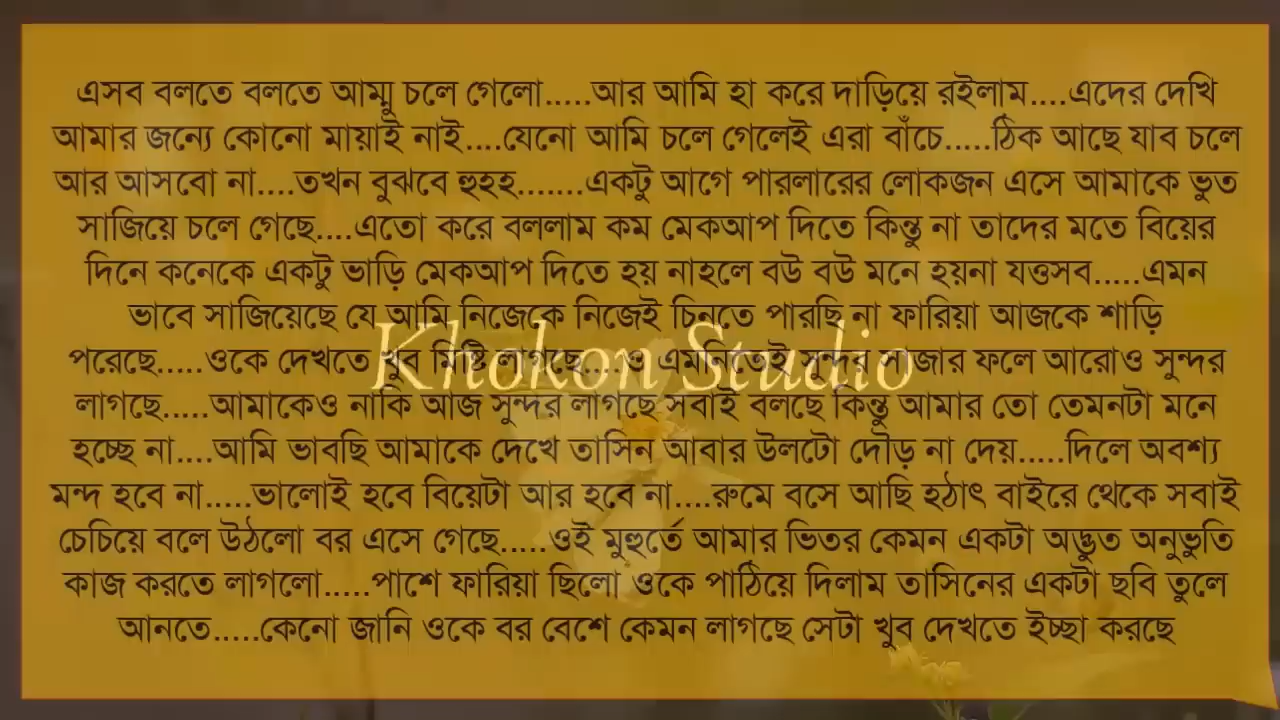 এসব বলতে বলতে আম্মু চলে গেলো.....আর আমি হা করে দাড়িয়ে রইলাম....এদের দেখি
আমার জন্যে কোনো মায়াই নাই....যেনো আমি চলে গেলেই এরা বাঁচে.....ঠিক আছে যাব চলে
আর আসবো না....তখন বুঝবে হুহহ.......একটু আগে পারলারের লোকজন এসে আমাকে ভুত
সাজিয়ে চলে গেছে....এতো করে বললাম কম মেকআপ দিতে কিন্তু না তাদের মতে বিয়ের
দিনে কনেকে একটু ভাড়ি মেকআপ দিতে হয় নাহলে বউ বউ মনে হয়না যত্তসব.....এমন
ভাবে সাজিয়েছে যে আমি নিজেকে নিজেই চিনতে পারছি না ফারিয়া আজকে শাড়ি
পরেছে.....ওকে দেখতে খুব মিষ্টি লাগছে....ও এমনিতেই সুন্দর সাজার ফলে আরোও সুন্দর
লাগছে.....আমাকেও নাকি আজ সুন্দর লাগছে সবাই বলছে কিন্তু আমার তো তেমনটা মনে
হচ্ছে না....আমি ভাবছি আমাকে দেখে তাসিন আবার উলটো দৌড় না দেয়.....দিলে অবশ্য
মন্দ হবে না.....ভালোই হবে বিয়েটা আর হবে না....রুমে বসে আছি হঠাৎ বাইরে থেকে সবাই
চেচিয়ে বলে উঠলো বর এসে গেছে.....ওই মুহুর্তে আমার ভিতর কেমন একটা অদ্ভুত অনুভুতি
কাজ করতে লাগলো.....পাশে ফারিয়া ছিলো ওকে পাঠিয়ে দিলাম তাসিনের একটা ছবি তুলে
আনতে.....কেনো জানি ওকে বর বেশে কেমন লাগছে সেটা খুব দেখতে ইচ্ছা করছে
Khokon Studio